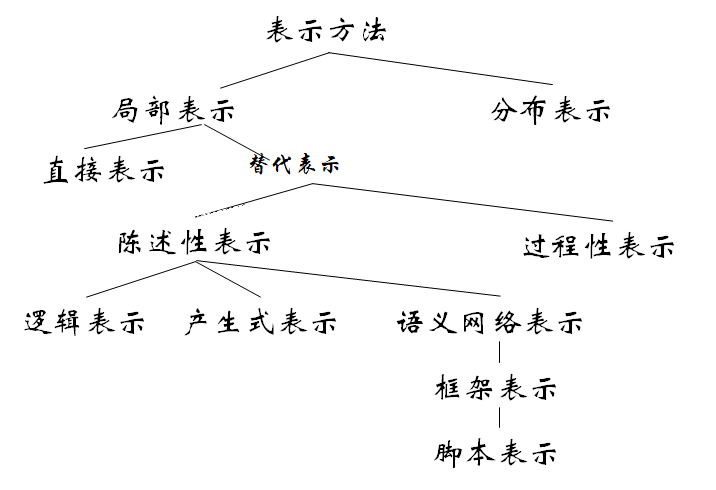 表示方法
局部表示 分布表示
直接表示 替代表示
陈述性表示 过程性表示
逻辑表示 产生式表示 语义网络表示
框架表示
脚本表示